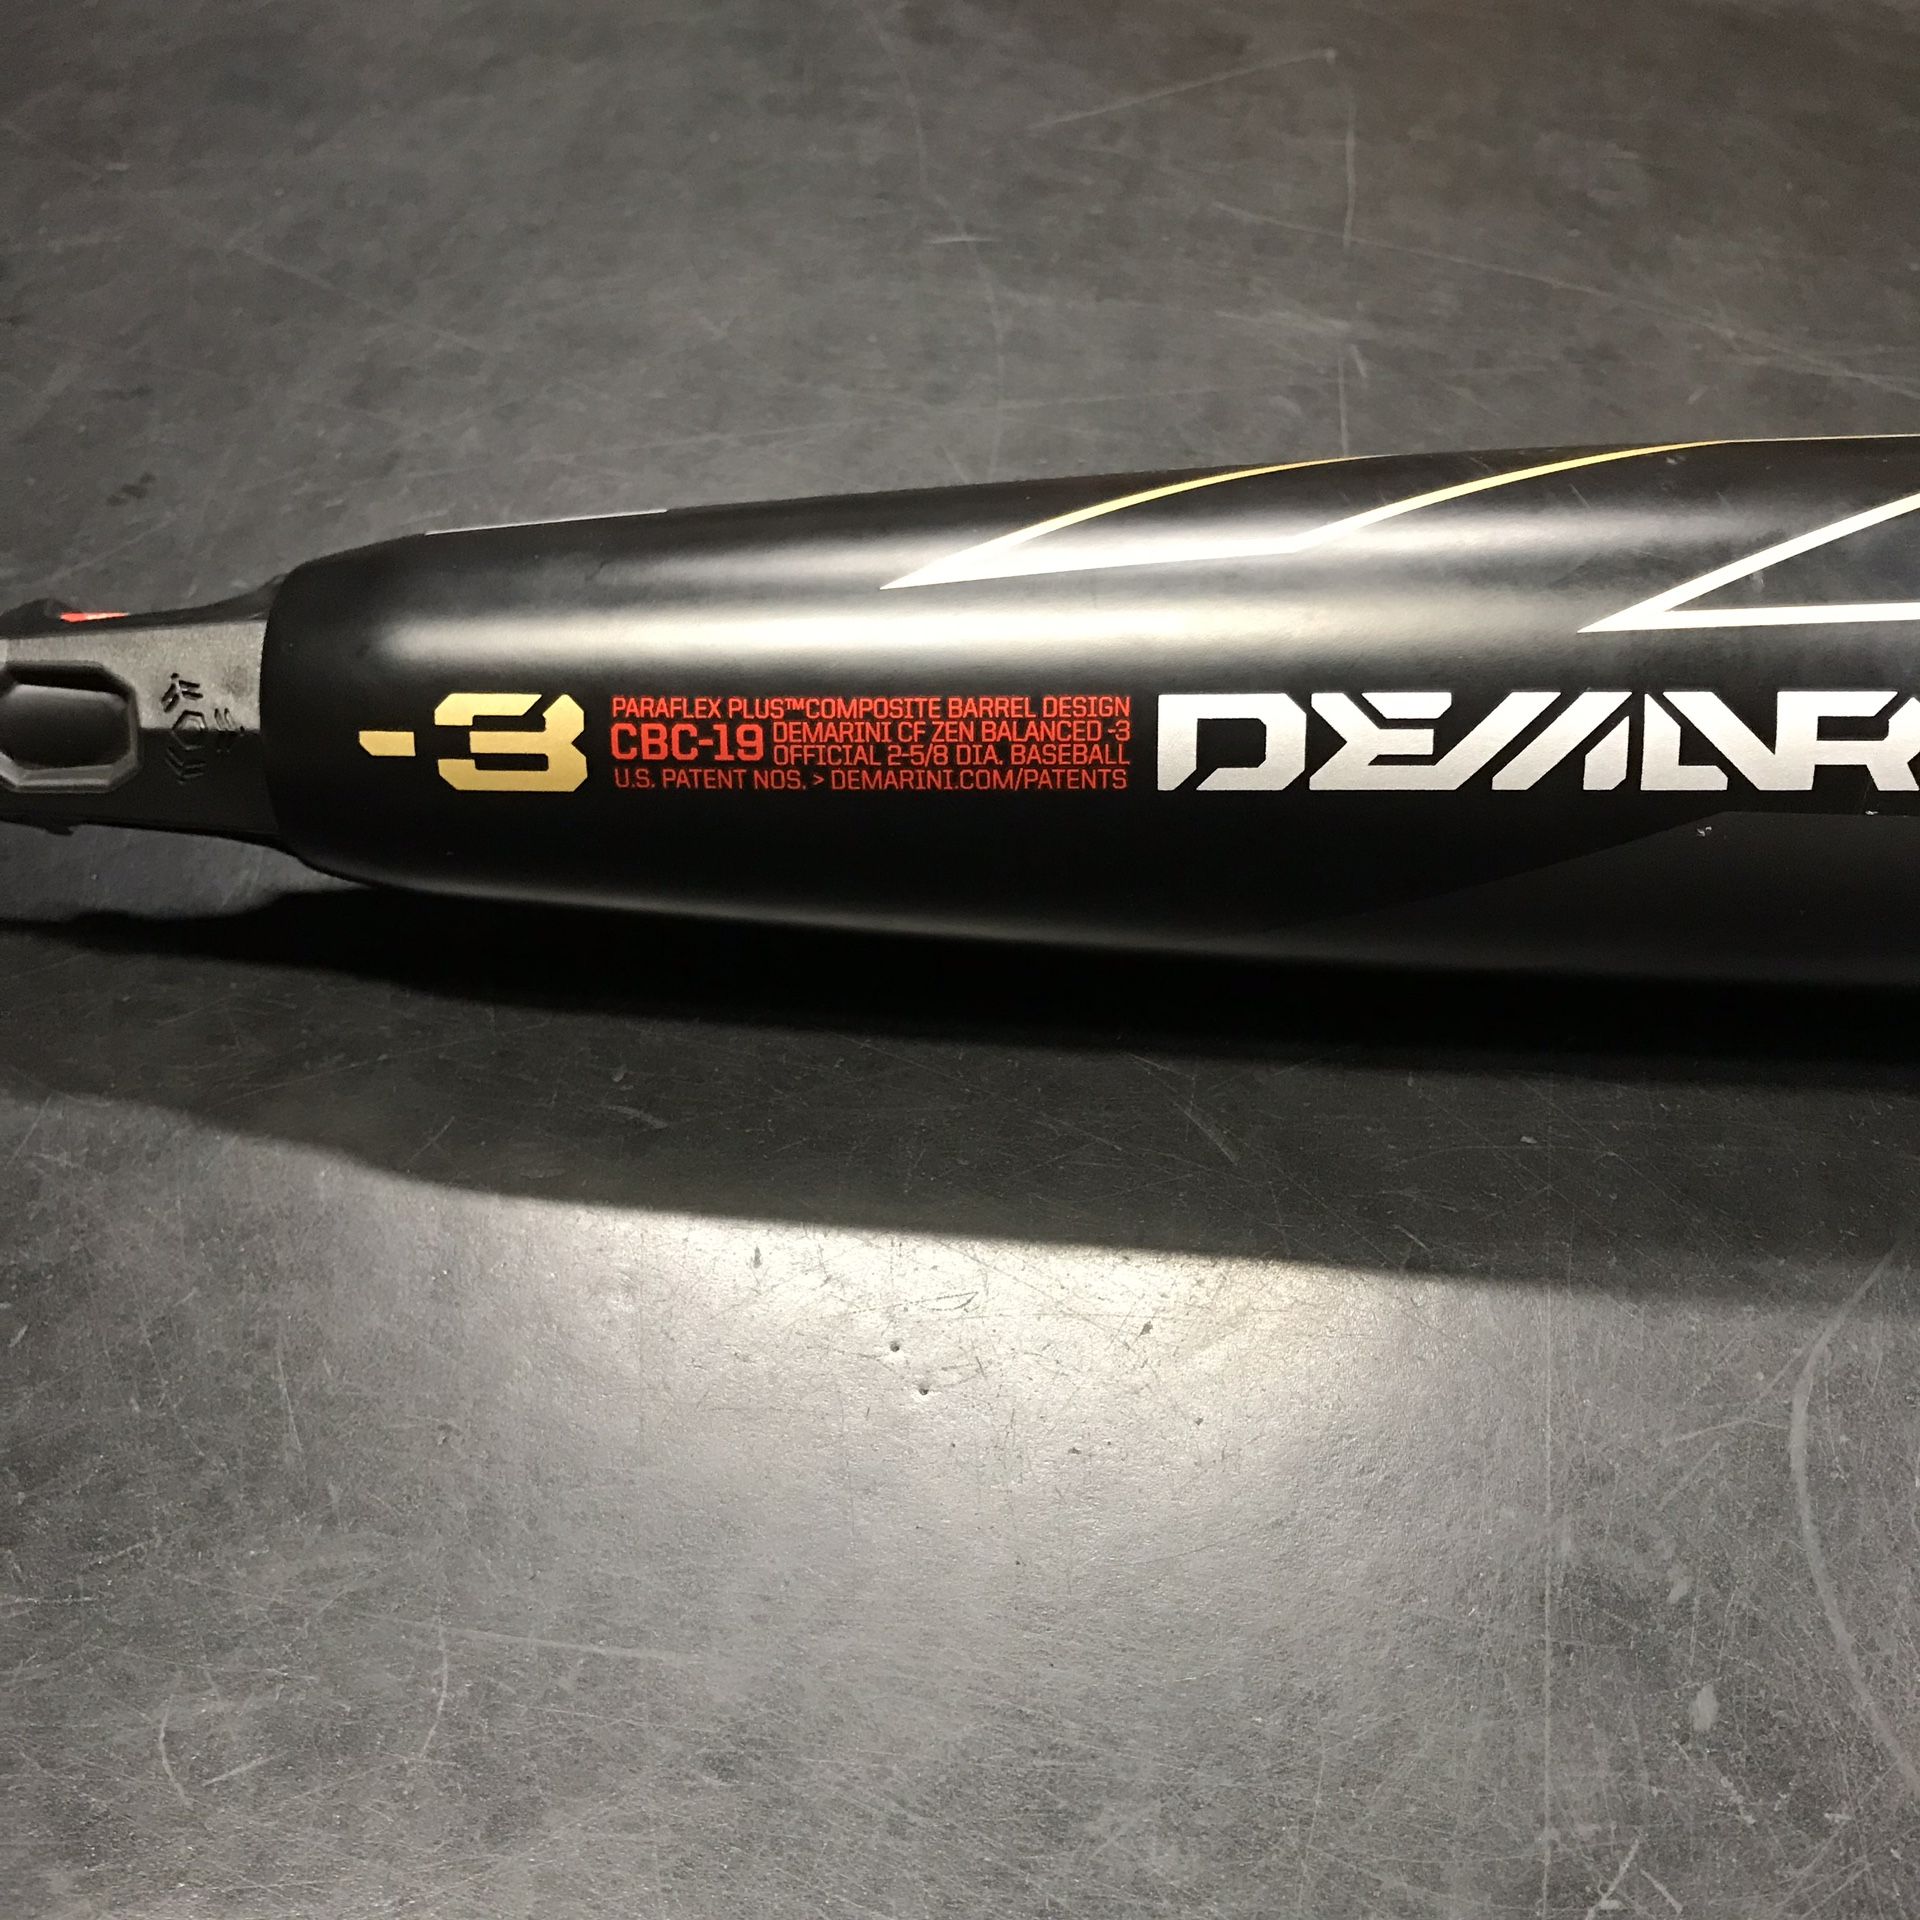 -3
PARAFLEX PLUS™COMPOSITE BARREL DESIGN
CBC-19 DEMARINI CF ZEN BALANCED -3
OFFICIAL 2-5/8 DIA. BASEBALL
U.S. PATENT NOS. > DEMARINI.COM/PATENTS
DEMAR